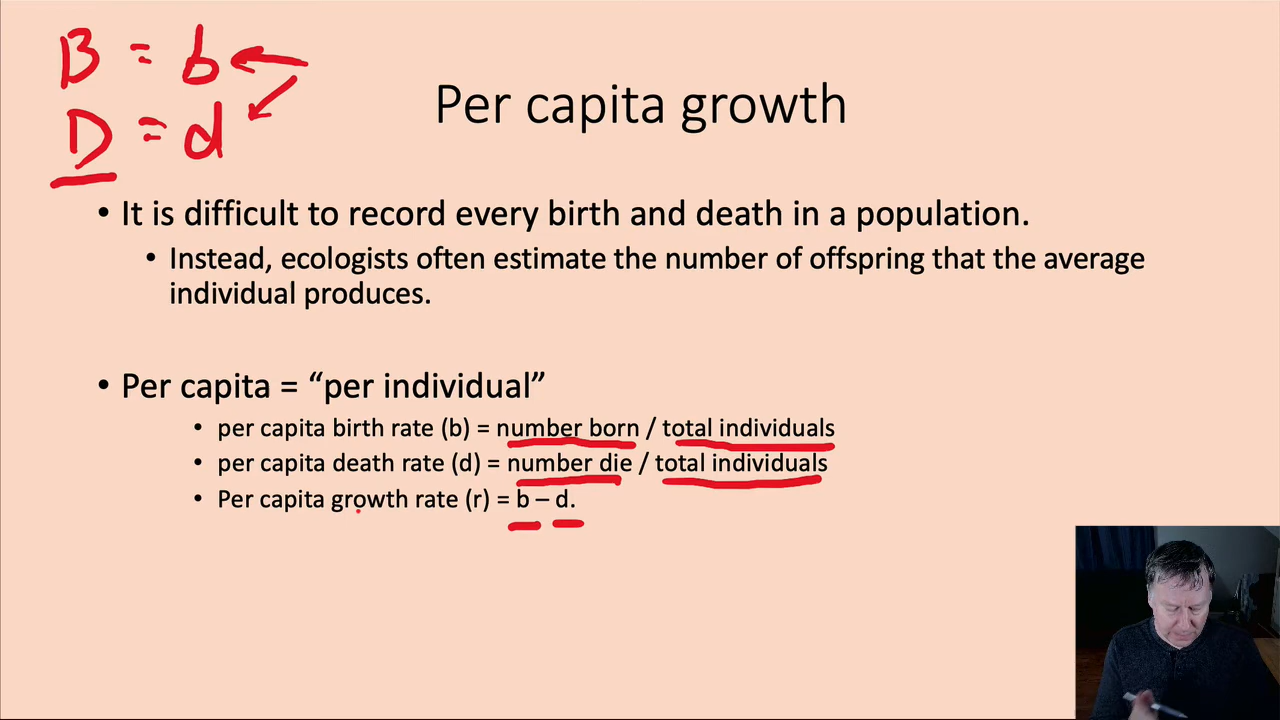 B = b
D = d
Per capita growth
• It is difficult to record every birth and death in a population.
• Instead, ecologists often estimate the number of offspring that the average
individual produces.
• Per capita = “per individual”
• per capita birth rate (b) = number born / total individuals
• per capita death rate (d) = number die / total individuals
• Per capita growth rate (r) = b – d.